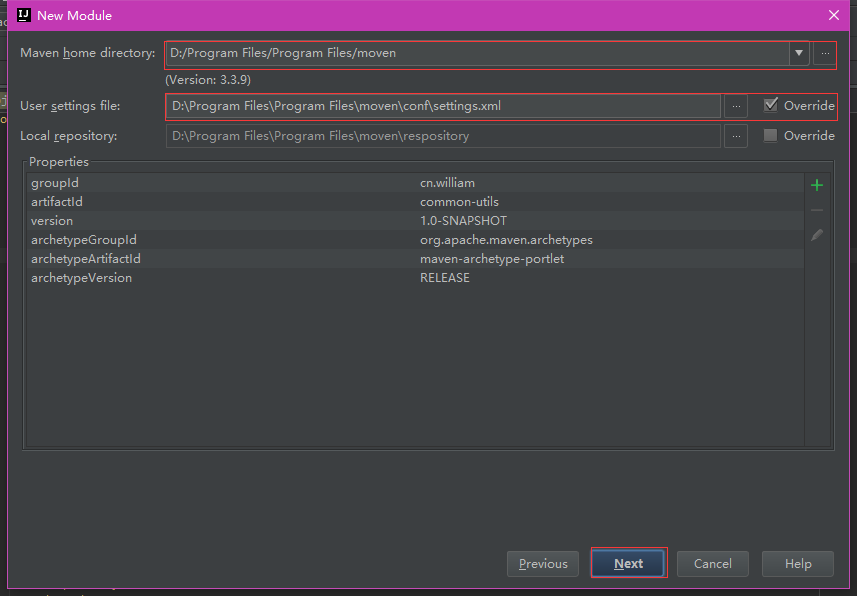 New Module
Maven home directory: D:/Program Files/Program Files/moven ...
(Version: 3.3.9)
User settings file: D:\Program Files\Program Files\moven\conf\settings.xml ... Override
Local repository: D:\Program Files\Program Files\moven\respository ... Override
Properties
groupId cn.william
artifactId common-utils
version 1.0-SNAPSHOT
archetypeGroupId org.apache.maven.archetypes
archetypeArtifactId maven-archetype-portlet
archetypeVersion RELEASE
Previous Next Cancel Help